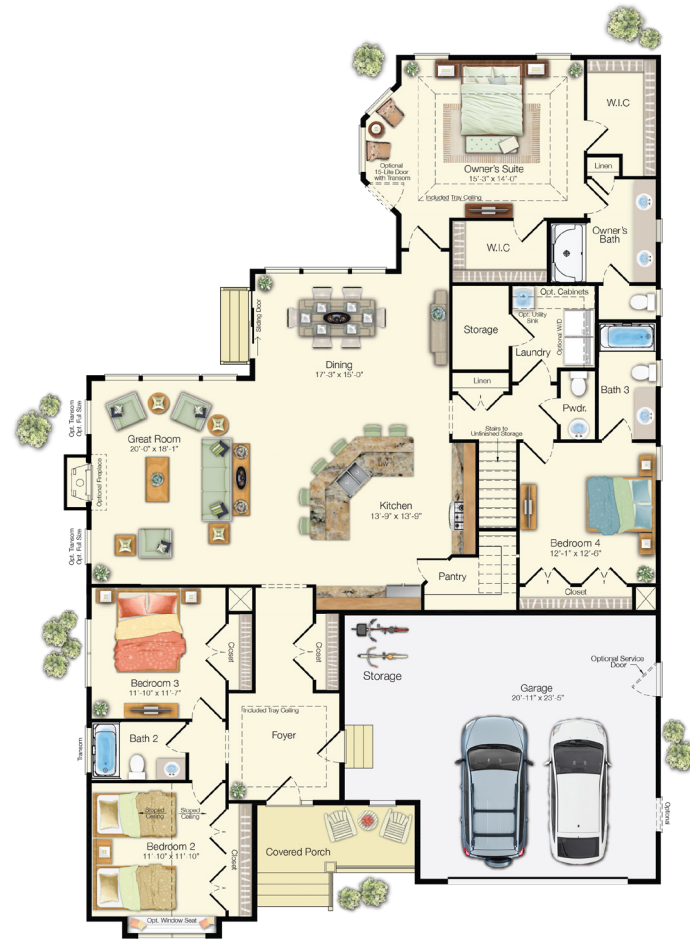 W.I.C
Optional
15-Lite Door
with Transom
Owner's Suite
15'-3" x 14'-0"
Linen
Included Tray Ceiling
Owner's
Bath
W.I.C
Sliding Door
Opt. Cabinets
Storage
Opt. Utility
Sink
Optional W/D
Laundry
Dining
17'-3" x 15'-0"
Linen
Bath 3
Pwdr.
Opt. Transom
Opt. Full Size
Great Room
20'-0" x 18'-1"
Stairs to
Unfinished Storage
DW
Optional Fireplace
Kitchen
13'-9" x 13'-9"
Opt. Transom
Opt. Full Size
Bedroom 4
12'-1" x 12'-6"
Pantry
Closet
Closet
Closet
Storage
Optional Service
Door
Bedroom 3
11'-10" x 11'-7"
Garage
20'-11" x 23'-5"
Included Tray Ceiling
Transom
Bath 2
Foyer
Sloped
Ceiling
Sloped
Ceiling
Optional
Bedroom 2
11'-10" x 11'-10"
Closet
Covered Porch
Opt. Window Seat